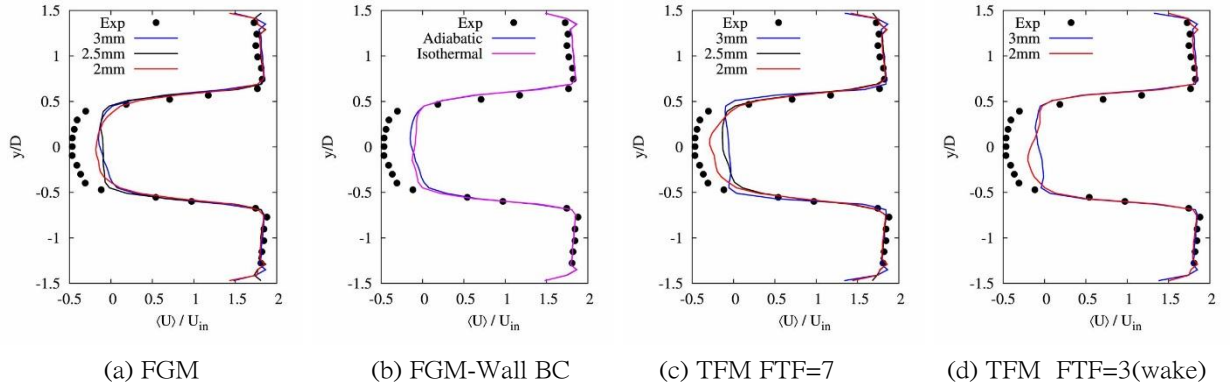 Exp
3mm
2.5mm
2mm
1.5
1
0.5
0
-0.5
-1
-1.5
y/D
-0.5 0 0.5 1 1.5 2
⟨U⟩ / U_in
(a) FGM
Exp
Adiabatic
Isothermal
1.5
1
0.5
0
-0.5
-1
-1.5
y/D
-0.5 0 0.5 1 1.5 2
⟨U⟩ / U_in
(b) FGM-Wall BC
Exp
3mm
2.5mm
2mm
1.5
1
0.5
0
-0.5
-1
-1.5
y/D
-0.5 0 0.5 1 1.5 2
⟨U⟩ / U_in
(c) TFM FTF=7
Exp
3mm
2mm
1.5
1
0.5
0
-0.5
-1
-1.5
y/D
-0.5 0 0.5 1 1.5 2
⟨U⟩ / U_in
(d) TFM FTF=3(wake)